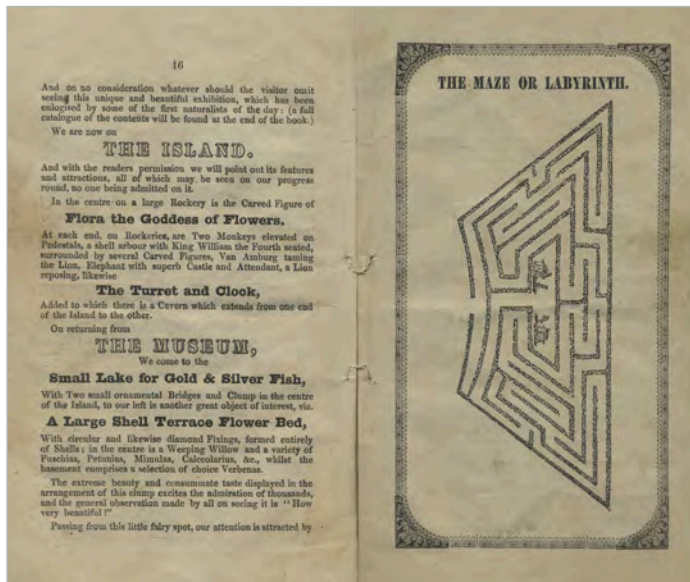 16
And on no consideration whatever should the visitor omit
seeing this unique and beautiful exhibition, which has been
eulogised by some of the first naturalists of the day: (a full
catalogue of the contents will be found at the end of the book.)
We are now on
THE ISLAND.
And with the readers permission we will point out its features
and attractions, all of which may be seen on our progress
round, no one being admitted on it.
In the centre on a large Rockery is the Carved Figure of
Flora the Goddess of Flowers.
At each end, on Rockeries, are Two Monkeys elevated on
Pedestals, a shell arbour with King William the Fourth seated,
surrounded by several Carved Figures, Van Amburg taming
the Lion, Elephant with superb Castle and Attendant, a Lion
reposing, likewise
The Turret and Clock,
Added to which there is a Cavern which extends from one end
of the Island to the other.
On returning from
THE MUSEUM,
We come to the
Small Lake for Gold & Silver Fish,
With Two small ornamental Bridges and Clump in the centre
of the Island, to our left is another great object of interest, viz.
A Large Shell Terrace Flower Bed,
With circular and likewise diamond Fixings, formed entirely
of Shells; in the centre is a Weeping Willow and a variety of
Fuschias, Petunias, Mimulas, Calceolarius, &c., whilst the
basement comprises a selection of choice Verbenas.
The extreme beauty and consummate taste displayed in the
arrangement of this clump excites the admiration of thousands,
and the general observation made by all on seeing it is "How
very beautiful!"
Passing from this little fairy spot, our attention is attracted by
THE MAZE OR LABYRINTH.